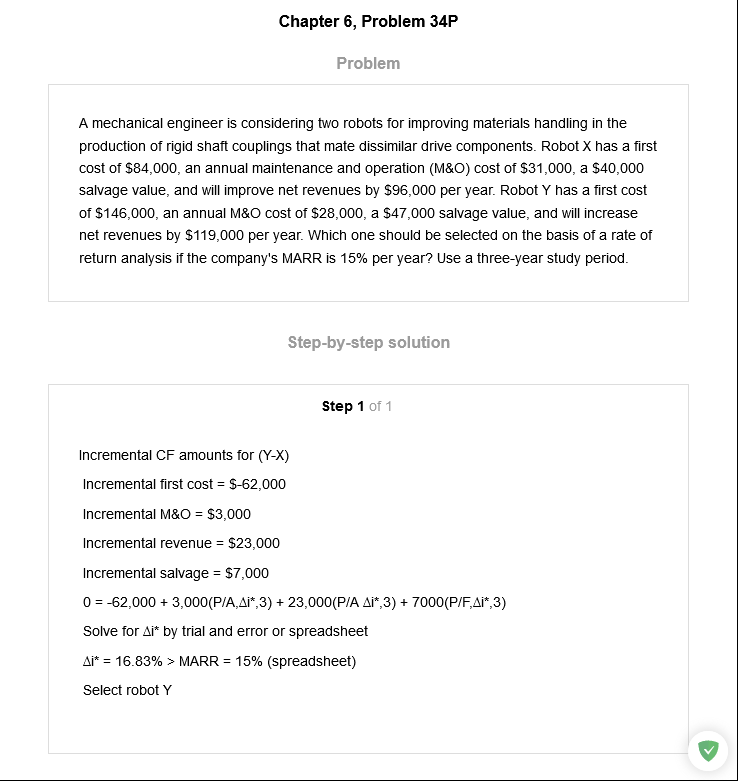 Chapter 6, Problem 34P
Problem
A mechanical engineer is considering two robots for improving materials handling in the
production of rigid shaft couplings that mate dissimilar drive components. Robot X has a first
cost of $84,000, an annual maintenance and operation (M&O) cost of $31,000, a $40,000
salvage value, and will improve net revenues by $96,000 per year. Robot Y has a first cost
of $146,000, an annual M&O cost of $28,000, a $47,000 salvage value, and will increase
net revenues by $119,000 per year. Which one should be selected on the basis of a rate of
return analysis if the company's MARR is 15% per year? Use a three-year study period.
Step-by-step solution
Step 1 of 1
Incremental CF amounts for (Y-X)
Incremental first cost = $-62,000
Incremental M&O = $3,000
Incremental revenue = $23,000
Incremental salvage = $7,000
0 = -62,000 + 3,000(P/A,Δi*,3) + 23,000(P/A Δi*,3) + 7000(P/F,Δi*,3)
Solve for Δi* by trial and error or spreadsheet
Δi* = 16.83% > MARR = 15% (spreadsheet)
Select robot Y